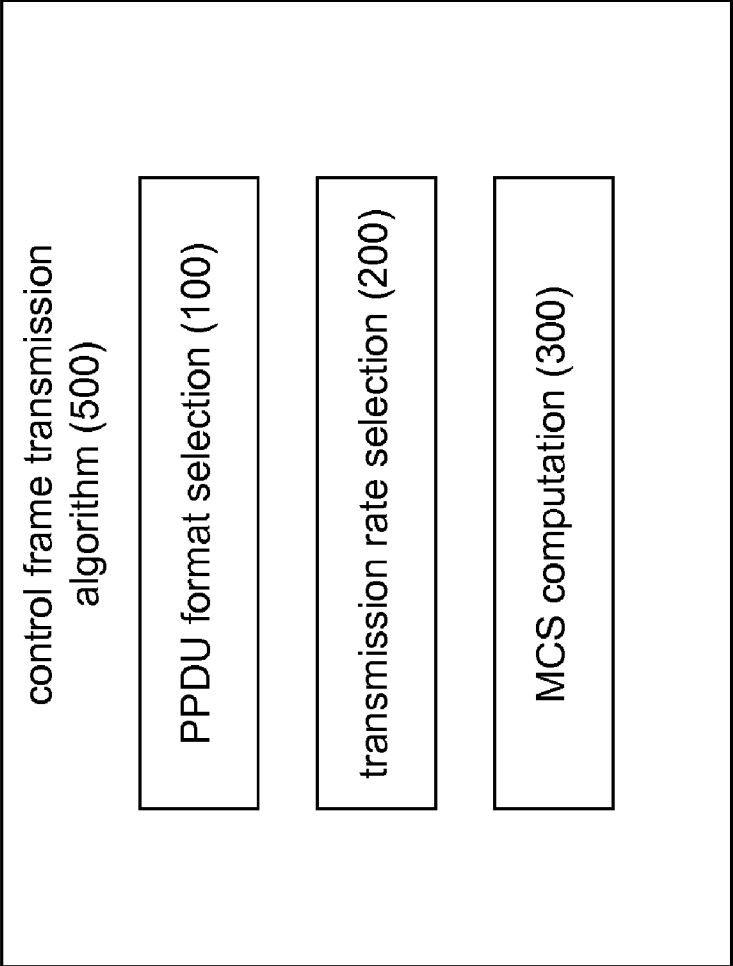 control frame transmission
algorithm (500)
PPDU format selection (100)
transmission rate selection (200)
MCS computation (300)